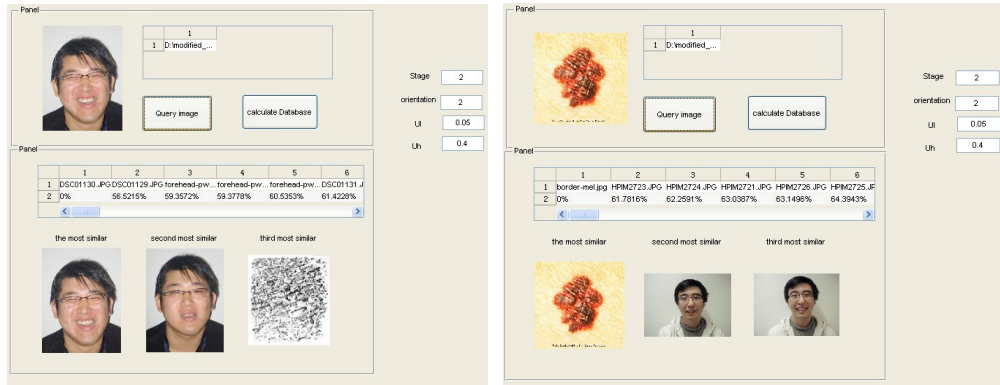 Panel
1
1 D:\modified_...
Query image
calculate Database
Stage 2
orientation 2
Ul 0.05
Uh 0.4
Panel
1 2 3 4 5 6
1 DSC01130.JPG DSC01129.JPG forehead-pw... forehead-pw... forehead-pw... DSC01131.J
2 0% 56.5215% 59.3572% 59.3778% 60.5353% 61.4228%
the most similar second most similar third most similar
Panel
1
1 D:\modified_...
Query image
calculate Database
Stage 2
orientation 2
Ul 0.05
Uh 0.4
Panel
1 2 3 4 5 6
1 border-mel.jpg HPIM2723.JPG HPIM2724.JPG HPIM2721.JPG HPIM2726.JPG HPIM2725.JF
2 0% 61.7816% 62.2591% 63.0387% 63.1496% 64.3943%
the most similar second most similar third most similar